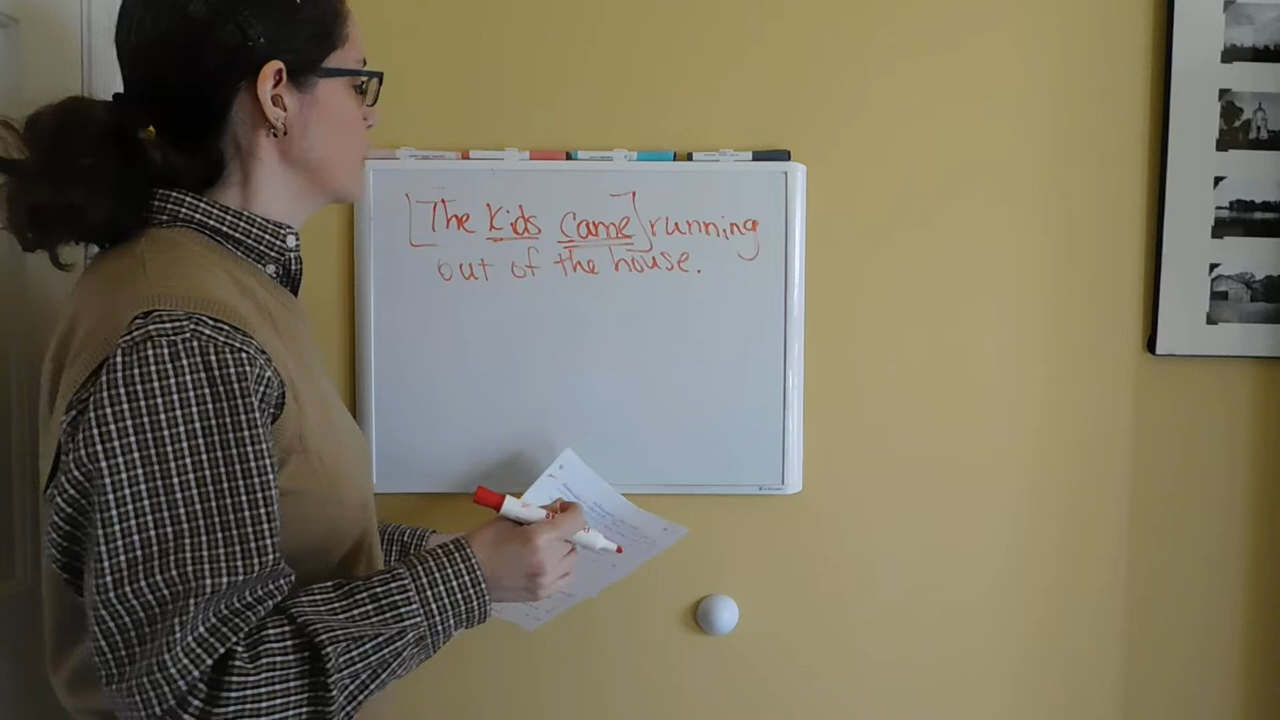 [The kids came] running
out of the house.